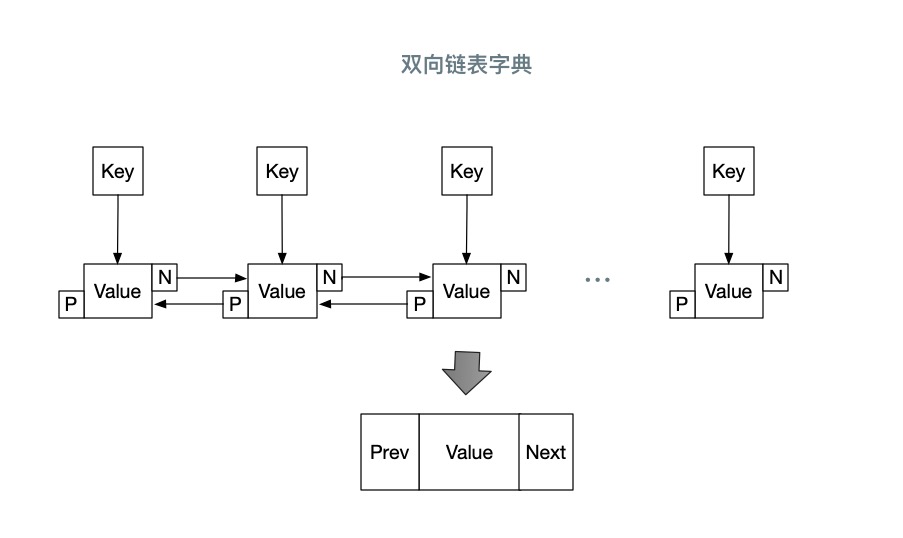 双向链表字典
Key Key Key Key
N N N N
Value Value Value ... Value
P P P P
Prev Value Next